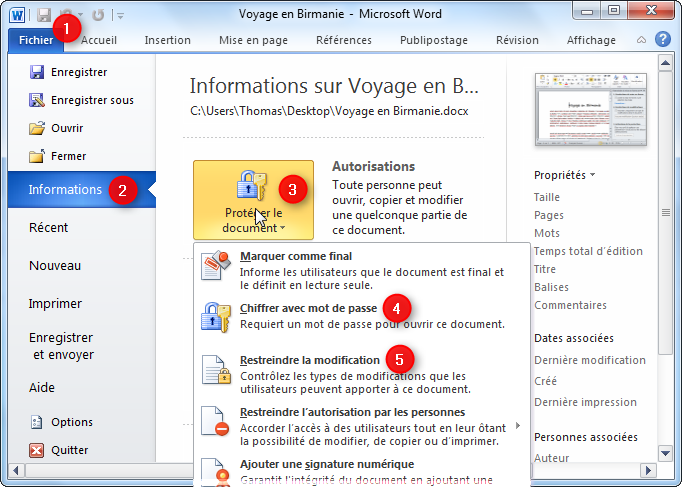 Voyage en Birmanie - Microsoft Word
1
Fichier
Accueil
Insertion
Mise en page
Références
Publipostage
Révision
Affichage
Enregistrer
Enregistrer sous
Ouvrir
Fermer
Informations
2
Récent
Nouveau
Imprimer
Enregistrer
et envoyer
Aide
Options
Quitter
Informations sur Voyage en B...
C:\Users\Thomas\Desktop\Voyage en Birmanie.docx
3
Protéger le
document
Autorisations
Toute personne peut
ouvrir, copier et modifier
une quelconque partie de
ce document.
Marquer comme final
Informe les utilisateurs que le document est final et
le définit en lecture seule.
Chiffrer avec mot de passe
4
Requiert un mot de passe pour ouvrir ce document.
Restreindre la modification
5
Contrôlez les types de modifications que les
utilisateurs peuvent apporter à ce document.
Restreindre l'autorisation par les personnes
Accorder l'accès à des utilisateurs tout en leur ôtant
la possibilité de modifier, de copier ou d'imprimer.
Ajouter une signature numérique
Garantit l'intégrité du document en ajoutant une
Propriétés
Taille
Pages
Mots
Temps total d'édition
Titre
Balises
Commentaires
Dates associées
Dernière modification
Créé
Dernière impression
Personnes associées
Auteur